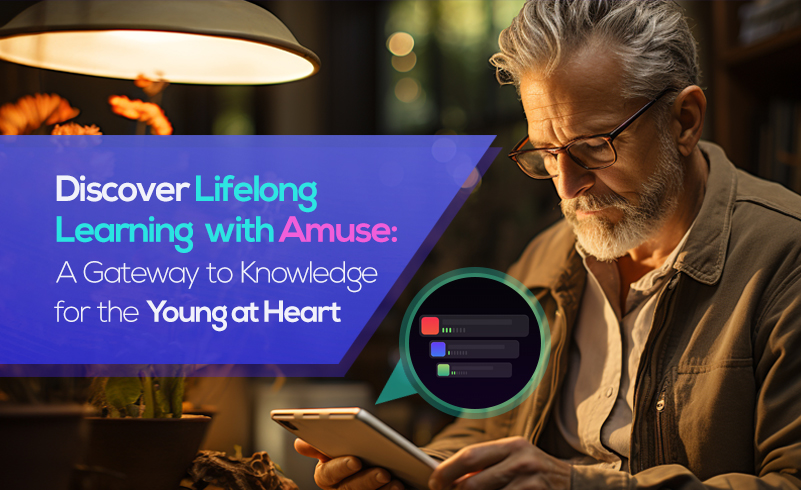 Discover Lifelong
Learning with Amuse:
A Gateway to Knowledge
for the Young at Heart